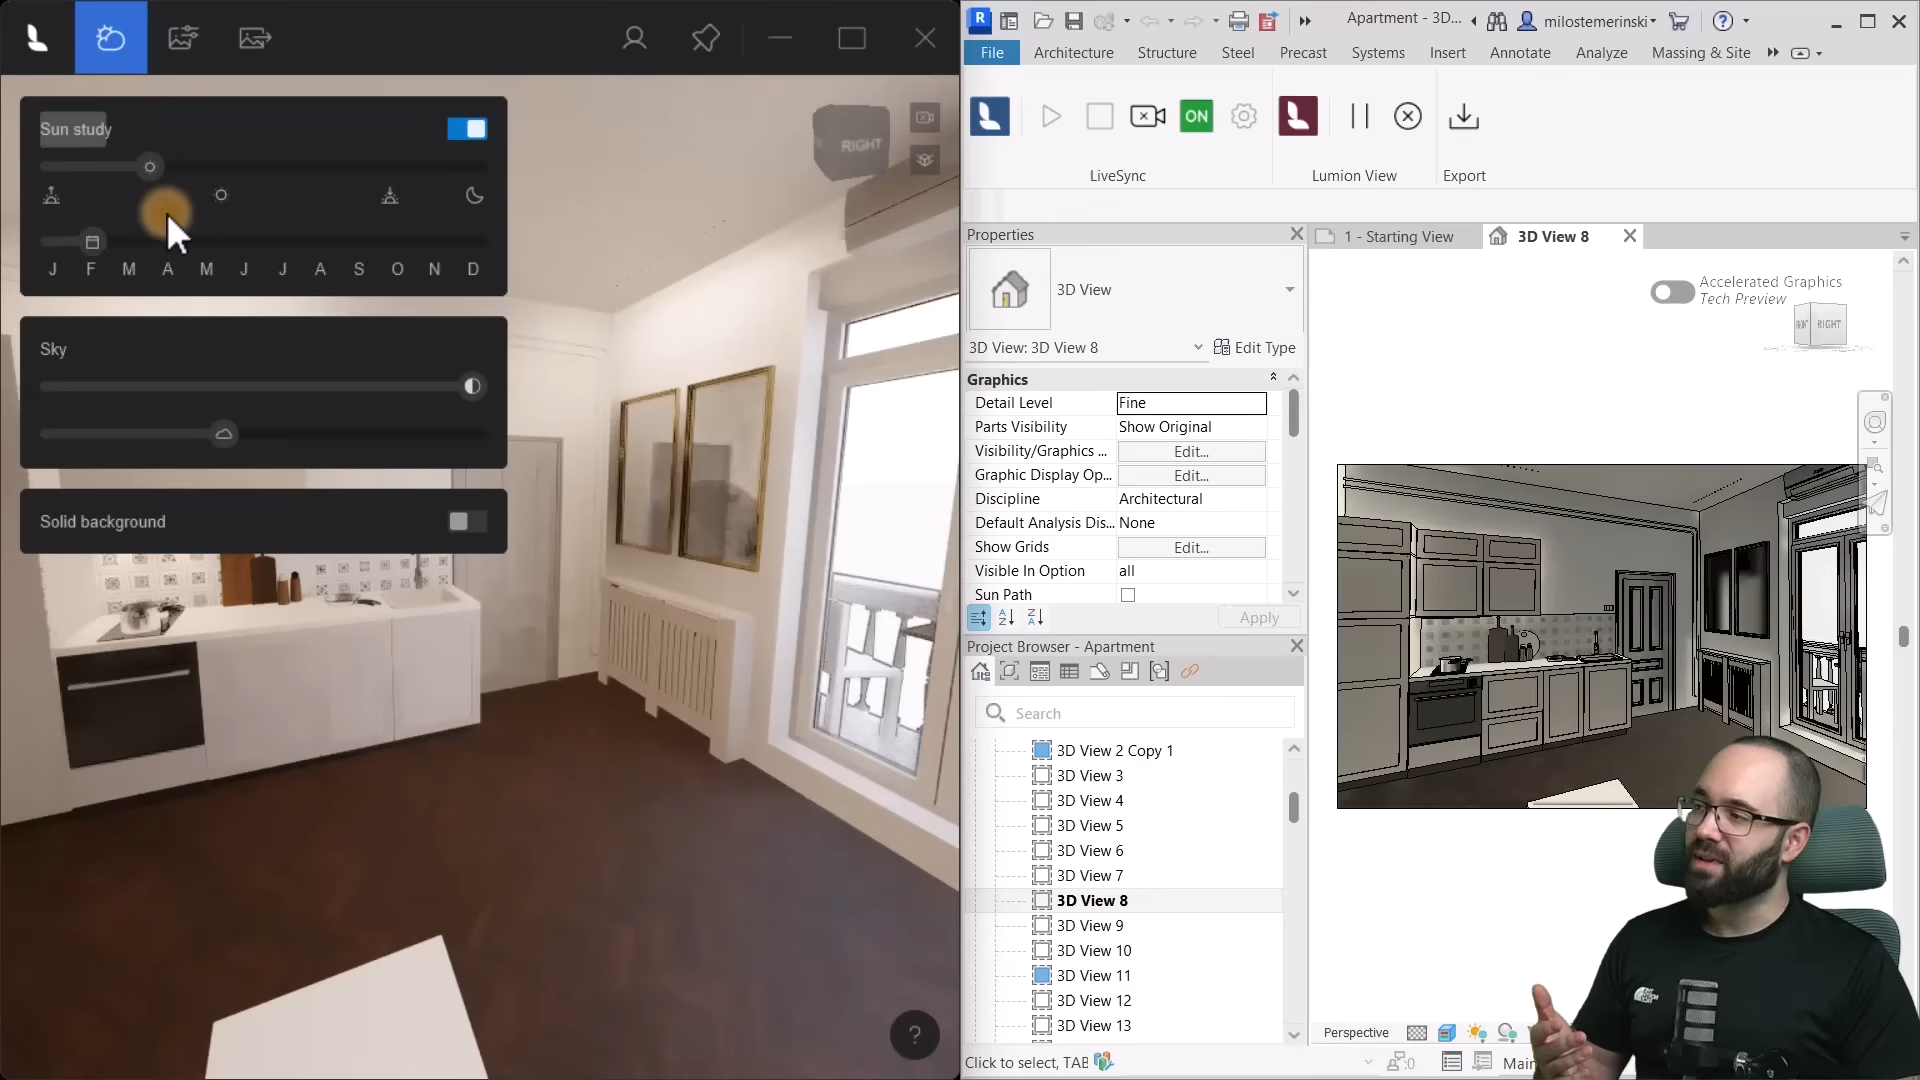 Sun study
J F M A M J J A S O N D
Sky
Solid background
RIGHT
?
R
Apartment - 3D...
milostemerinski
?
File
Architecture
Structure
Steel
Precast
Systems
Insert
Annotate
Analyze
Massing & Site
ON
LiveSync
Lumion View
Export
Properties
3D View
3D View: 3D View 8
Edit Type
Graphics
Detail Level
Fine
Parts Visibility
Show Original
Visibility/Graphics ...
Edit...
Graphic Display Op...
Edit...
Discipline
Architectural
Default Analysis Dis...
None
Show Grids
Edit...
Visible In Option
all
Sun Path
Apply
Project Browser - Apartment
Search
3D View 2 Copy 1
3D View 3
3D View 4
3D View 5
3D View 6
3D View 7
3D View 8
3D View 9
3D View 10
3D View 11
3D View 12
3D View 13
Click to select, TAB
1 - Starting View
3D View 8
Accelerated Graphics
Tech Preview
FRONT
RIGHT
Perspective
:0
Main